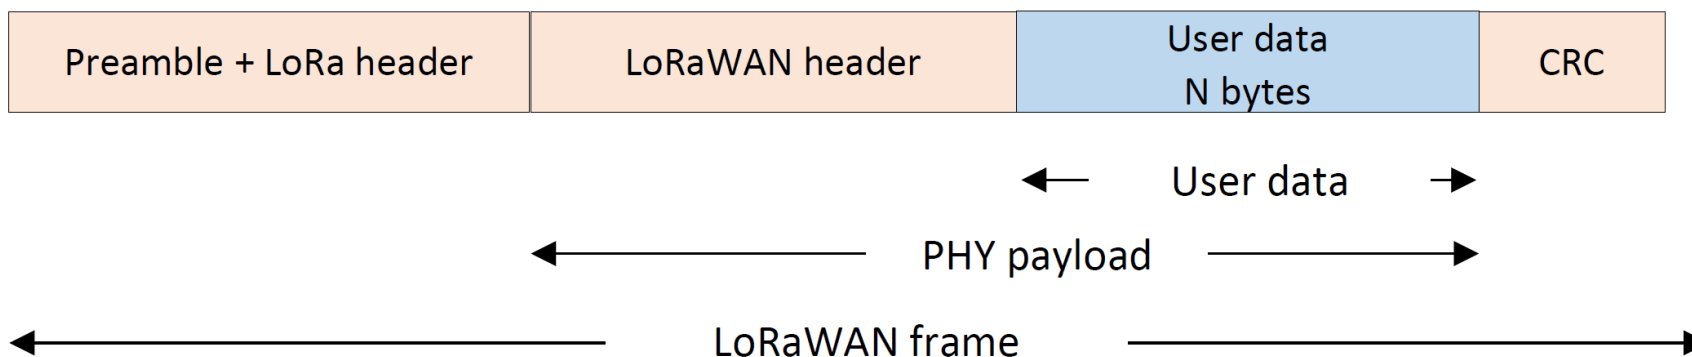 Preamble + LoRa header
LoRaWAN header
User data
N bytes
CRC
User data
PHY payload
LoRaWAN frame